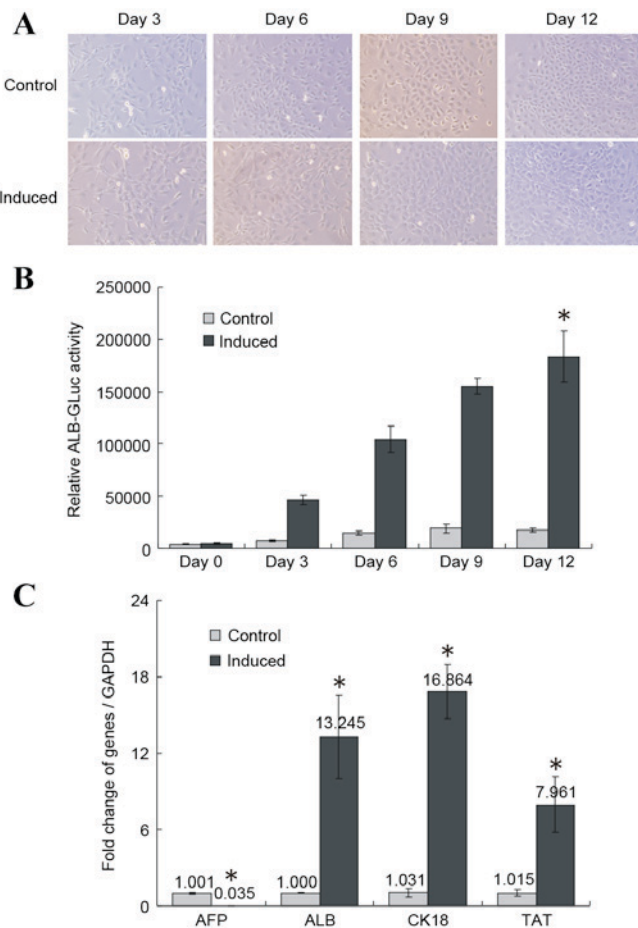 A
Day 3 Day 6 Day 9 Day 12
Control
Induced
B
Relative ALB-GLuc activity
250000
200000
150000
100000
50000
0
Control
Induced
*
Day 0 Day 3 Day 6 Day 9 Day 12
C
Fold change of genes / GAPDH
24
18
12
6
0
Control
Induced
* * * *
1.001 0.035 1.000 13.245 1.031 16.864 1.015 7.961
AFP ALB CK18 TAT